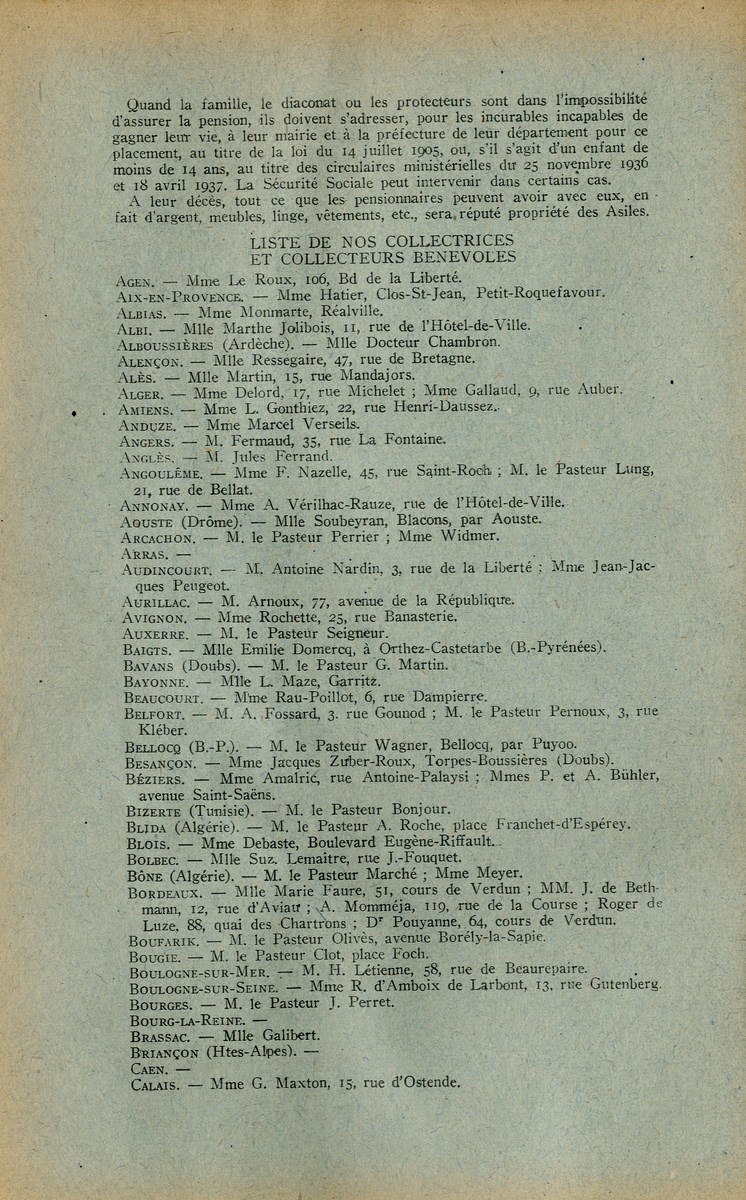 Quand la famille, le diaconat ou les protecteurs sont dans l'impossibilité
d'assurer la pension, ils doivent s'adresser, pour les incurables incapables de
gagner leur vie, à leur mairie et à la préfecture de leur département pour ce
placement, au titre de la loi du 14 juillet 1905, ou, s'il s'agit d'un enfant de
moins de 14 ans, au titre des circulaires ministérielles du 25 novembre 1936
et 18 avril 1937. La Sécurité Sociale peut intervenir dans certains cas.
A leur décès, tout ce que les pensionnaires peuvent avoir avec eux, en
fait d'argent, meubles, linge, vêtements, etc., sera réputé propriété des Asiles.
LISTE DE NOS COLLECTRICES
ET COLLECTEURS BENEVOLES
AGEN. — Mme Le Roux, 106, Bd de la Liberté.
AIX-EN-PROVENCE. — Mme Hatier, Clos-St-Jean, Petit-Roquefavour.
ALBIAS. — Mme Monmarte, Réalville.
ALBI. — Mlle Marthe Jolibois, 11, rue de l'Hôtel-de-Ville.
ALBOUSSIÈRES (Ardèche). — Mlle Docteur Chambron.
ALENÇON. — Mlle Ressegaire, 47, rue de Bretagne.
ALÈS. — Mlle Martin, 15, rue Mandajors.
ALGER. — Mme Delord, 17, rue Michelet ; Mme Gallaud, 9, rue Auber.
AMIENS. — Mme L. Gonthiez, 22, rue Henri-Daussez.
ANDUZE. — Mme Marcel Verseils.
ANGERS. — M. Fermaud, 35, rue La Fontaine.
ANGLÈS. — M. Jules Ferrand.
ANGOULÊME. — Mme F. Nazelle, 45, rue Saint-Roch ; M. le Pasteur Lung,
21, rue de Bellat.
ANNONAY. — Mme A. Vérilhac-Rauze, rue de l'Hôtel-de-Ville.
AOUSTE (Drôme). — Mlle Soubeyran, Blacons, par Aouste.
ARCACHON. — M. le Pasteur Perrier ; Mme Widmer.
ARRAS. —
AUDINCOURT. — M. Antoine Nardin, 3, rue de la Liberté ; Mme Jean-Jac-
ques Peugeot.
AURILLAC. — M. Arnoux, 77, avenue de la République.
AVIGNON. — Mme Rochette, 25, rue Banasterie.
AUXERRE. — M. le Pasteur Seigneur.
BAIGTS. — Mlle Emilie Domercq, à Orthez-Castetarbe (B.-Pyrénées).
BAVANS (Doubs). — M. le Pasteur G. Martin.
BAYONNE. — Mlle L. Maze, Garritz.
BEAUCOURT. — Mme Rau-Poillot, 6, rue Dampierre.
BELFORT. — M. A. Fossard, 3. rue Gounod ; M. le Pasteur Pernoux, 3, rue
Kléber.
BELLOCQ (B.-P.). — M. le Pasteur Wagner, Bellocq, par Puyoo.
BESANÇON. — Mme Jacques Zuber-Roux, Torpes-Boussières (Doubs).
BÉZIERS. — Mme Amalric, rue Antoine-Palaysi ; Mmes P. et A. Bühler,
avenue Saint-Saëns.
BIZERTE (Tunisie). — M. le Pasteur Bonjour.
BLIDA (Algérie). — M. le Pasteur A. Roche, place Franchet-d'Espérey.
BLOIS. — Mme Debaste, Boulevard Eugène-Riffault.
BOLBEC. — Mlle Suz. Lemaître, rue J.-Fouquet.
BÔNE (Algérie). — M. le Pasteur Marché ; Mme Meyer.
BORDEAUX. — Mlle Marie Faure, 51, cours de Verdun ; MM. J. de Beth-
mann, 12, rue d'Aviau ; A. Momméja, 119, rue de la Course ; Roger de
Luze, 88, quai des Chartrons ; Dr Pouyanne, 64, cours de Verdun.
BOUFARIK. — M. le Pasteur Olivès, avenue Borély-la-Sapie.
BOUGIE. — M. le Pasteur Clot, place Foch.
BOULOGNE-SUR-MER. — M. H. Létienne, 58, rue de Beaurepaire.
BOULOGNE-SUR-SEINE. — Mme R. d'Amboix de Larbont, 13, rue Gutenberg.
BOURGES. — M. le Pasteur J. Perret.
BOURG-LA-REINE. —
BRASSAC. — Mlle Galibert.
BRIANÇON (Htes-Alpes). —
CAEN. —
CALAIS. — Mme G. Maxton, 15, rue d'Ostende.